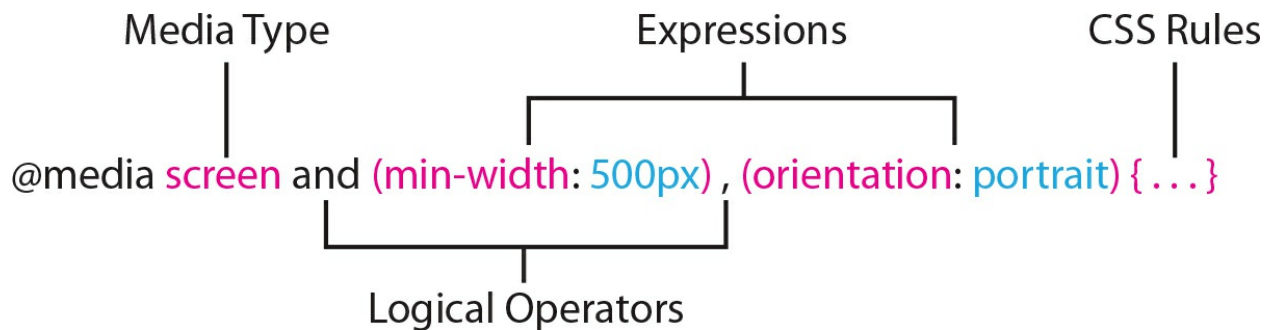 Media Type Expressions CSS Rules
@media screen and (min-width: 500px) , (orientation: portrait) { . . . }
Logical Operators